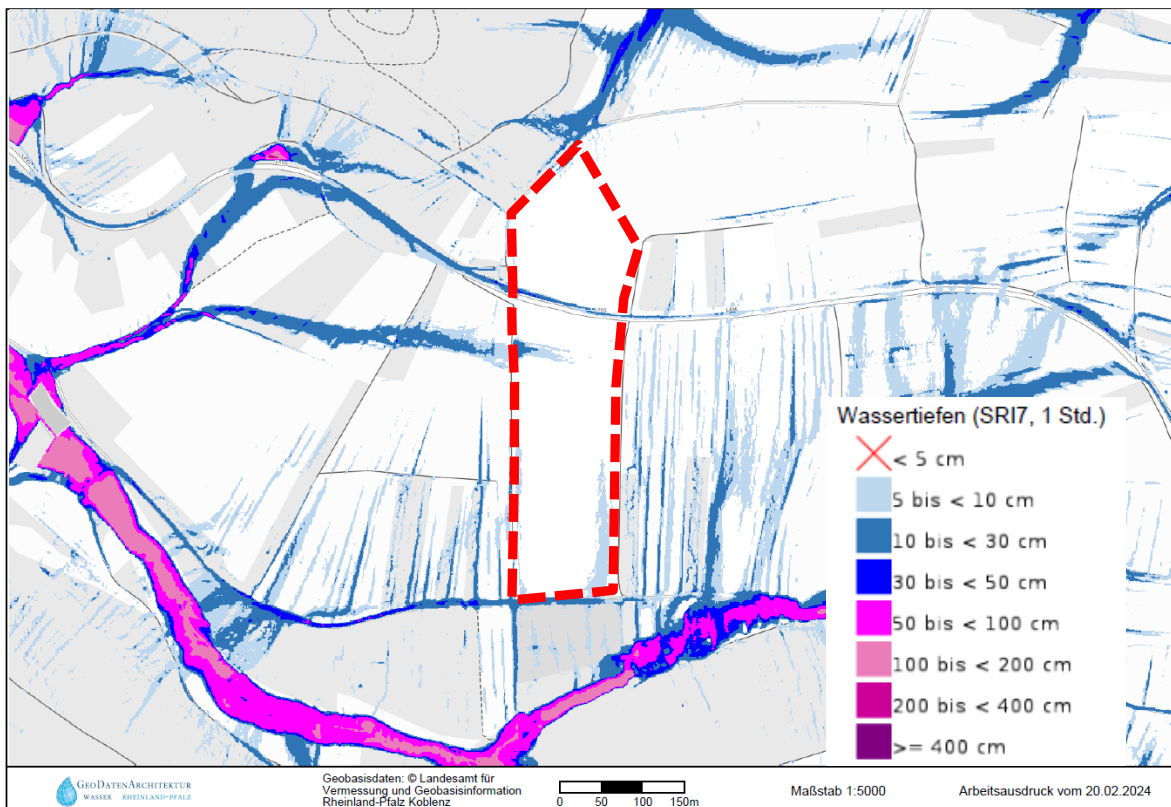 Wassertiefen (SRI7, 1 Std.)
< 5 cm
5 bis < 10 cm
10 bis < 30 cm
30 bis < 50 cm
50 bis < 100 cm
100 bis < 200 cm
200 bis < 400 cm
>= 400 cm
GEODATENARCHITEKTUR
WASSER RHEINLAND-PFALZ
Geobasisdaten: © Landesamt für
Vermessung und Geobasisinformation
Rheinland-Pfalz Koblenz
0 50 100 150m
Maßstab 1:5000
Arbeitsausdruck vom 20.02.2024